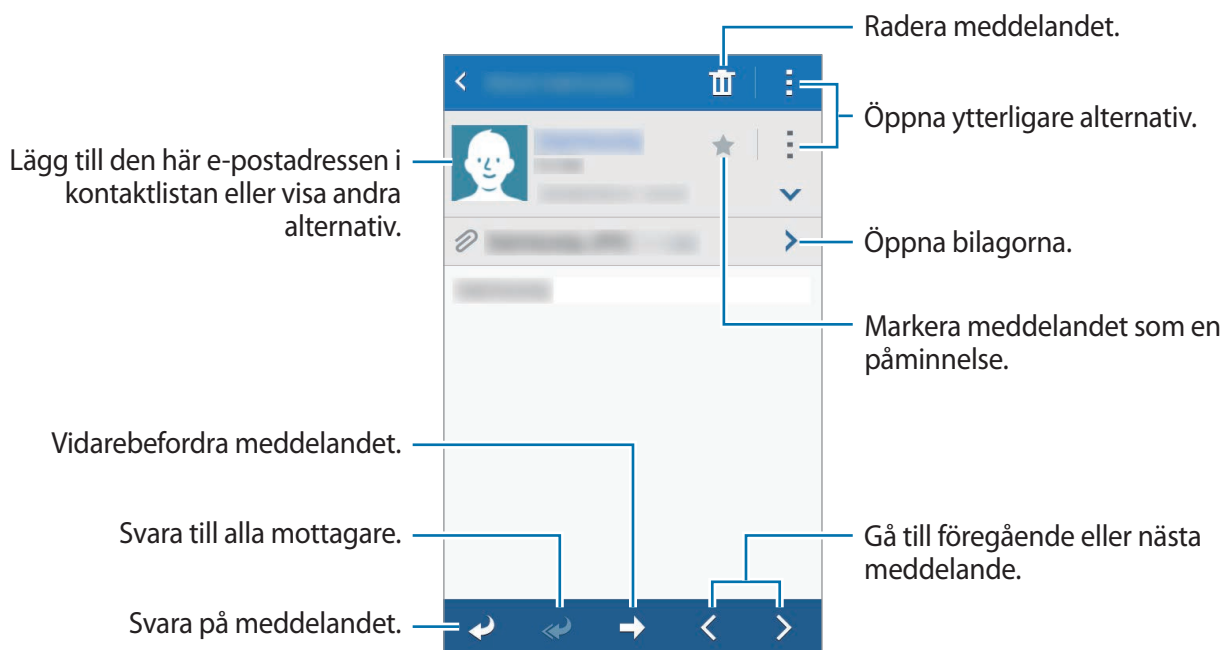 Radera meddelandet.
Öppna ytterligare alternativ.
Lägg till den här e-postadressen i
kontaktlistan eller visa andra
alternativ.
Öppna bilagorna.
Markera meddelandet som en
påminnelse.
Vidarebefordra meddelandet.
Svara till alla mottagare.
Gå till föregående eller nästa
meddelande.
Svara på meddelandet.